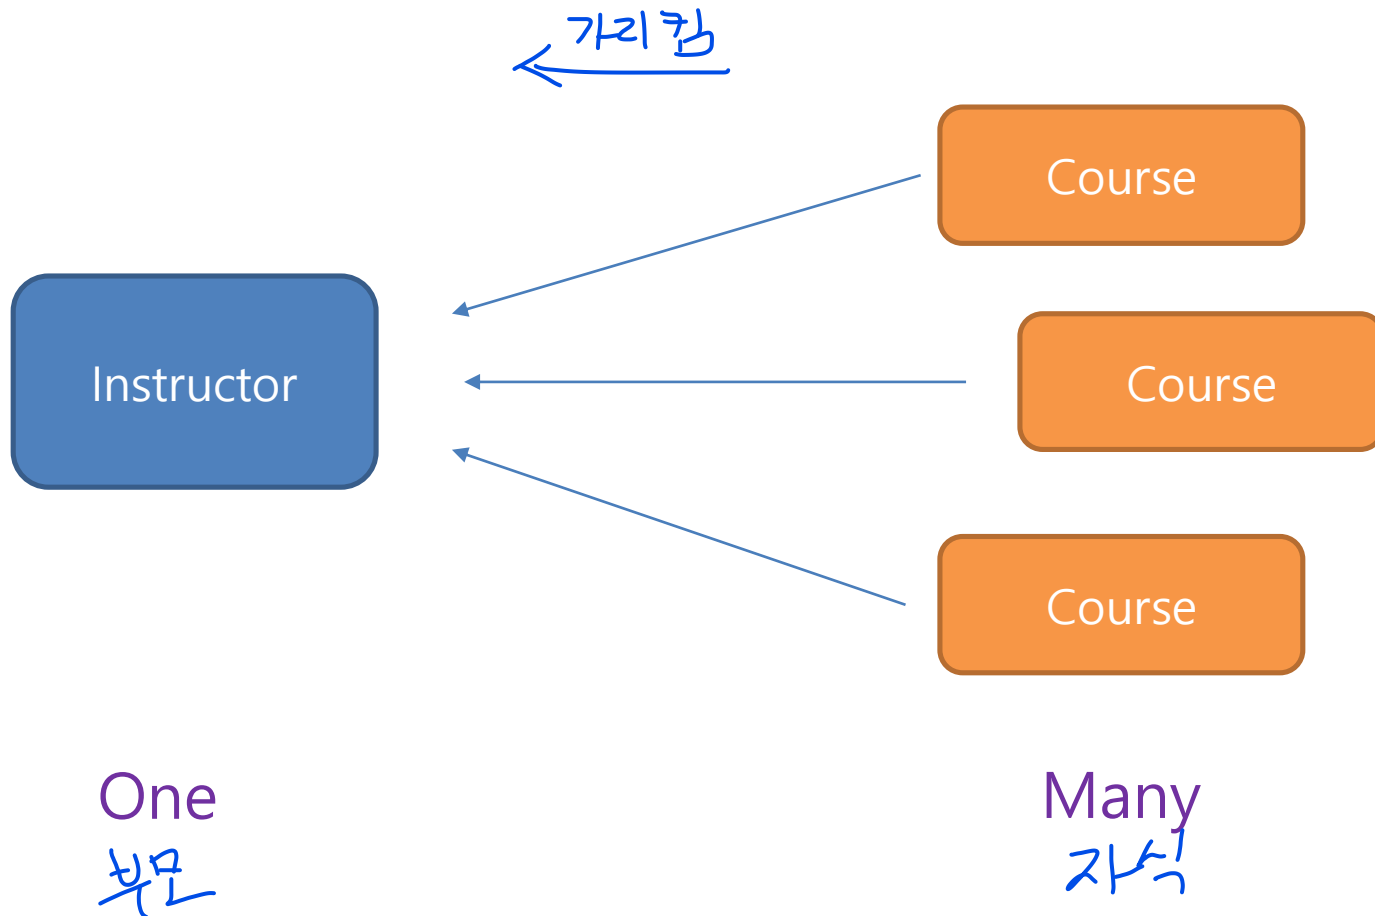 가리킴
Course
Instructor
Course
Course
One
Many
부모
자식